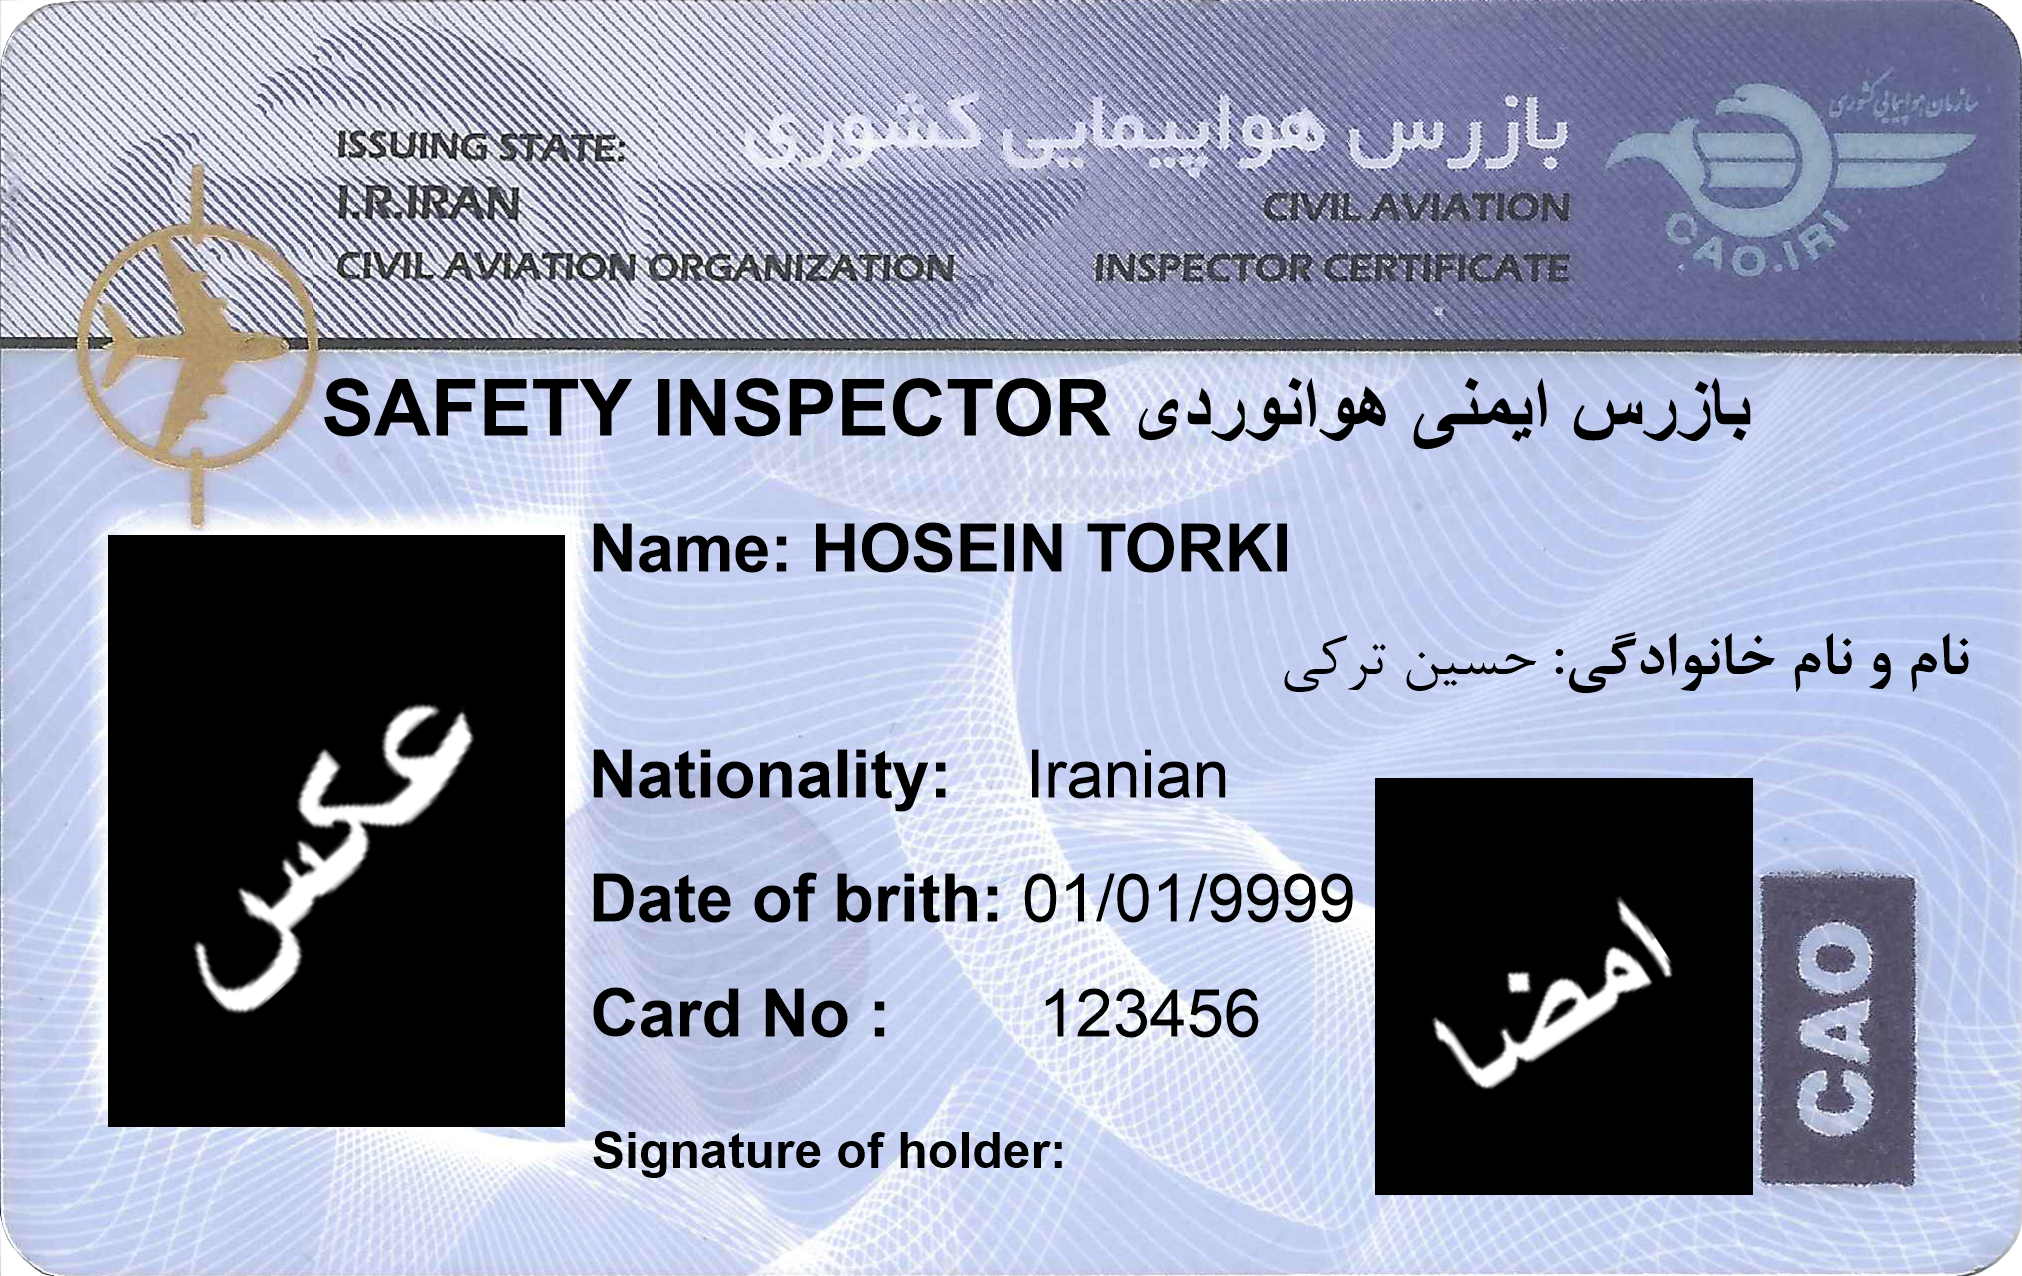 سازمان هواپیمایی کشوری
بازرس هواپیمایی کشوری
ISSUING STATE:
I.R.IRAN
CIVIL AVIATION
CIVIL AVIATION ORGANIZATION
INSPECTOR CERTIFICATE
CAO.IRI
SAFETY INSPECTOR بازرس ایمنی هوانوردی
Name: HOSEIN TORKI
نام و نام خانوادگی: حسین ترکی
عکس
Nationality: Iranian
Date of brith: 01/01/9999
Card No : 123456
امضا
CAO
Signature of holder: